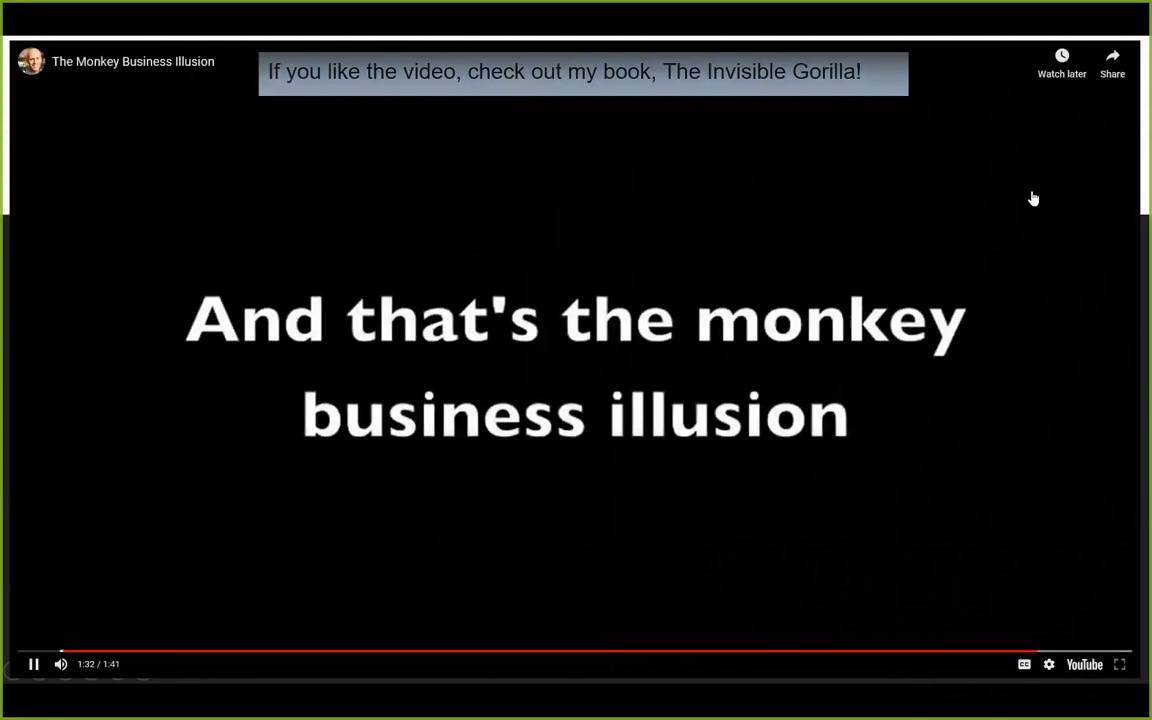 The Monkey Business Illusion
If you like the video, check out my book, The Invisible Gorilla!
Watch later
Share
And that's the monkey
business illusion
1:32 / 1:41
CC
YouTube